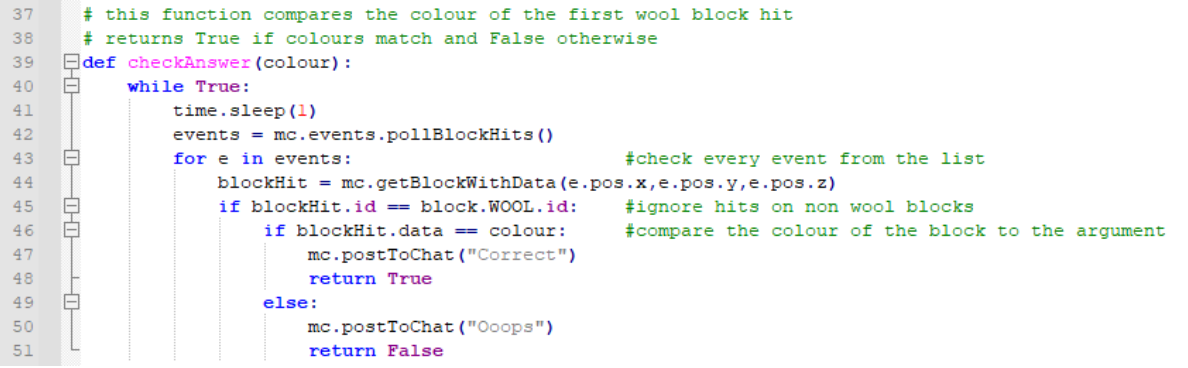 37 # this function compares the colour of the first wool block hit
38 # returns True if colours match and False otherwise
39 def checkAnswer(colour):
40 while True:
41 time.sleep(1)
42 events = mc.events.pollBlockHits()
43 for e in events: #check every event from the list
44 blockHit = mc.getBlockWithData(e.pos.x,e.pos.y,e.pos.z)
45 if blockHit.id == block.WOOL.id: #ignore hits on non wool blocks
46 if blockHit.data == colour: #compare the colour of the block to the argument
47 mc.postToChat("Correct")
48 return True
49 else:
50 mc.postToChat("Ooops")
51 return False